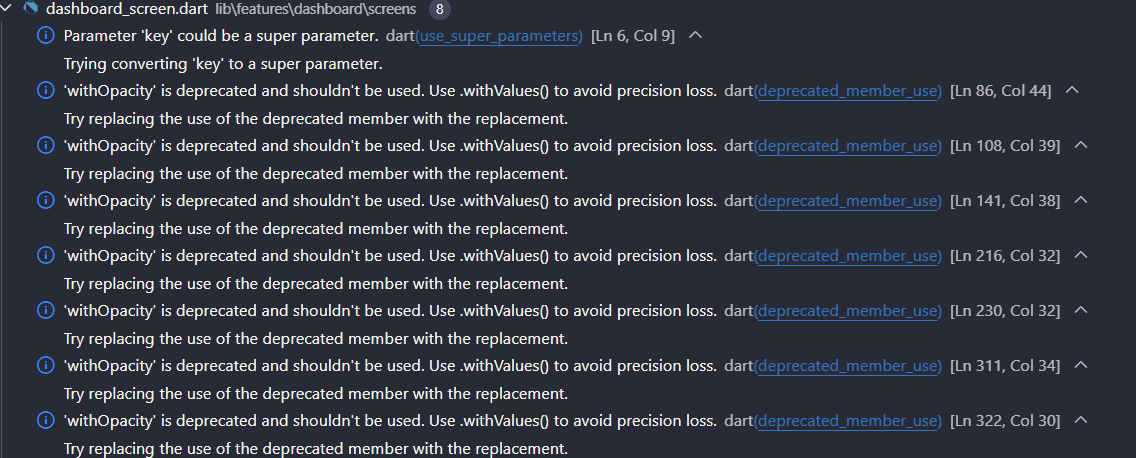 dashboard_screen.dart lib\features\dashboard\screens 8
Parameter 'key' could be a super parameter. dart(use_super_parameters) [Ln 6, Col 9]
Trying converting 'key' to a super parameter.
'withOpacity' is deprecated and shouldn't be used. Use .withValues() to avoid precision loss. dart(deprecated_member_use) [Ln 86, Col 44]
Try replacing the use of the deprecated member with the replacement.
'withOpacity' is deprecated and shouldn't be used. Use .withValues() to avoid precision loss. dart(deprecated_member_use) [Ln 108, Col 39]
Try replacing the use of the deprecated member with the replacement.
'withOpacity' is deprecated and shouldn't be used. Use .withValues() to avoid precision loss. dart(deprecated_member_use) [Ln 141, Col 38]
Try replacing the use of the deprecated member with the replacement.
'withOpacity' is deprecated and shouldn't be used. Use .withValues() to avoid precision loss. dart(deprecated_member_use) [Ln 216, Col 32]
Try replacing the use of the deprecated member with the replacement.
'withOpacity' is deprecated and shouldn't be used. Use .withValues() to avoid precision loss. dart(deprecated_member_use) [Ln 230, Col 32]
Try replacing the use of the deprecated member with the replacement.
'withOpacity' is deprecated and shouldn't be used. Use .withValues() to avoid precision loss. dart(deprecated_member_use) [Ln 311, Col 34]
Try replacing the use of the deprecated member with the replacement.
'withOpacity' is deprecated and shouldn't be used. Use .withValues() to avoid precision loss. dart(deprecated_member_use) [Ln 322, Col 30]
Try replacing the use of the deprecated member with the replacement.